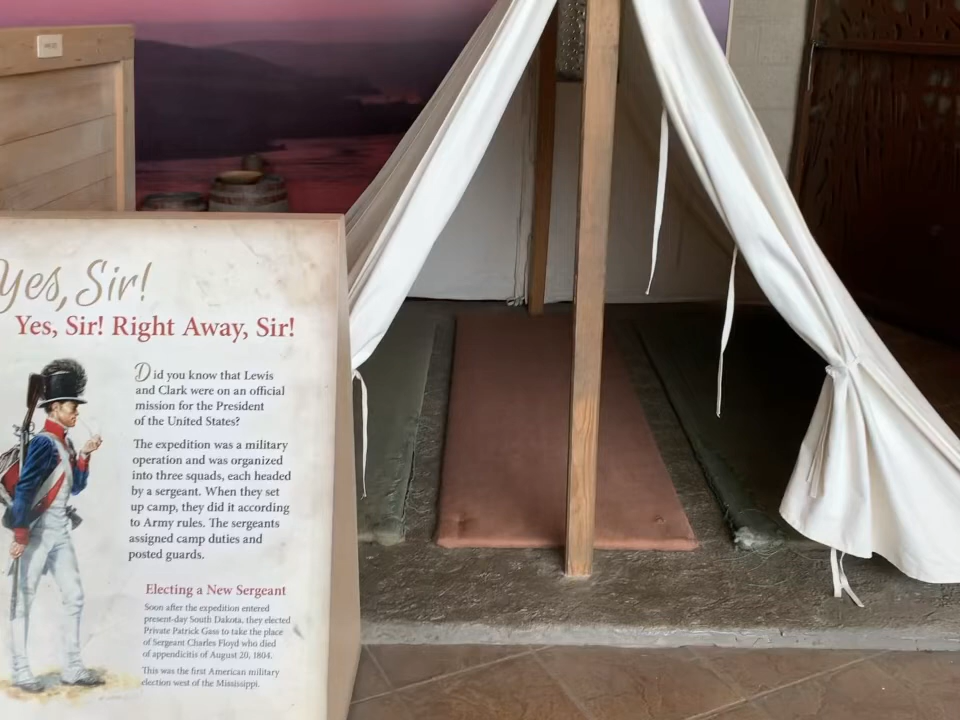 Yes, Sir!
Yes, Sir! Right Away, Sir!
Did you know that Lewis
and Clark were on an official
mission for the President
of the United States?
The expedition was a military
operation and was organized
into three squads, each headed
by a sergeant. When they set
up camp, they did it according
to Army rules. The sergeants
assigned camp duties and
posted guards.
Electing a New Sergeant
Soon after the expedition entered
present-day South Dakota, they elected
Private Patrick Gass to take the place
of Sergeant Charles Floyd who died
of appendicitis of August 20, 1804.
This was the first American military
election west of the Mississippi.